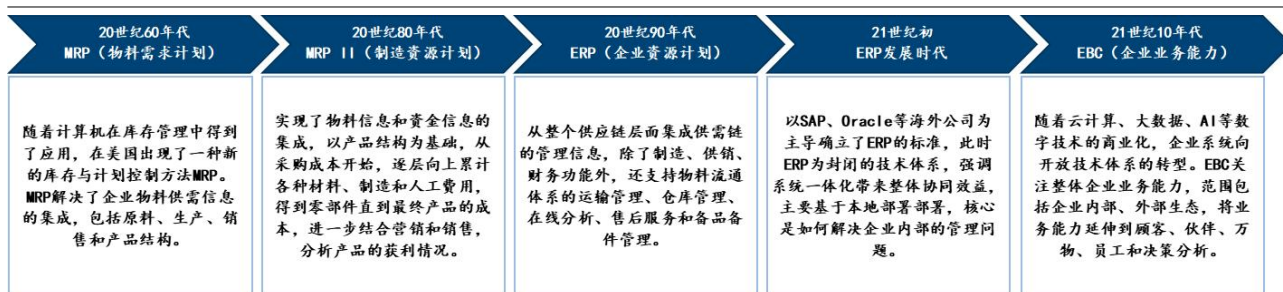 20世纪60年代
MRP（物料需求计划）
随着计算机在库存管理中得到
了应用，在美国出现了一种新
的库存与计划控制方法MRP。
MRP解决了企业物料供需信息
的集成，包括原料、生产、销
售和产品结构。
20世纪80年代
MRP II（制造资源计划）
实现了物料信息和资金信息的
集成，以产品结构为基础，从
采购成本开始，逐层向上累计
各种材料、制造和人工费用，
得到零部件直到最终产品的成
本，进一步结合营销和销售，
分析产品的获利情况。
20世纪90年代
ERP（企业资源计划）
从整个供应链层面集成供需链
的管理信息，除了制造、供销、
财务功能外，还支持物料流通
体系的运输管理、仓库管理、
在线分析、售后服务和备品备
件管理。
21世纪初
ERP发展时代
以SAP、Oracle等海外公司为
主导确立了ERP的标准，此时
ERP为封闭的技术体系，强调
系统一体化带来整体协同效益，
主要基于本地部署部署，核心
是如何解决企业内部的管理问
题。
21世纪10年代
EBC（企业业务能力）
随着云计算、大数据、AI等数
字技术的商业化，企业系统向
开放技术体系的转型。EBC关
注整体企业业务能力，范围包
括企业内部、外部生态，将业
务能力延伸到顾客、伙伴、万
物、员工和决策分析。